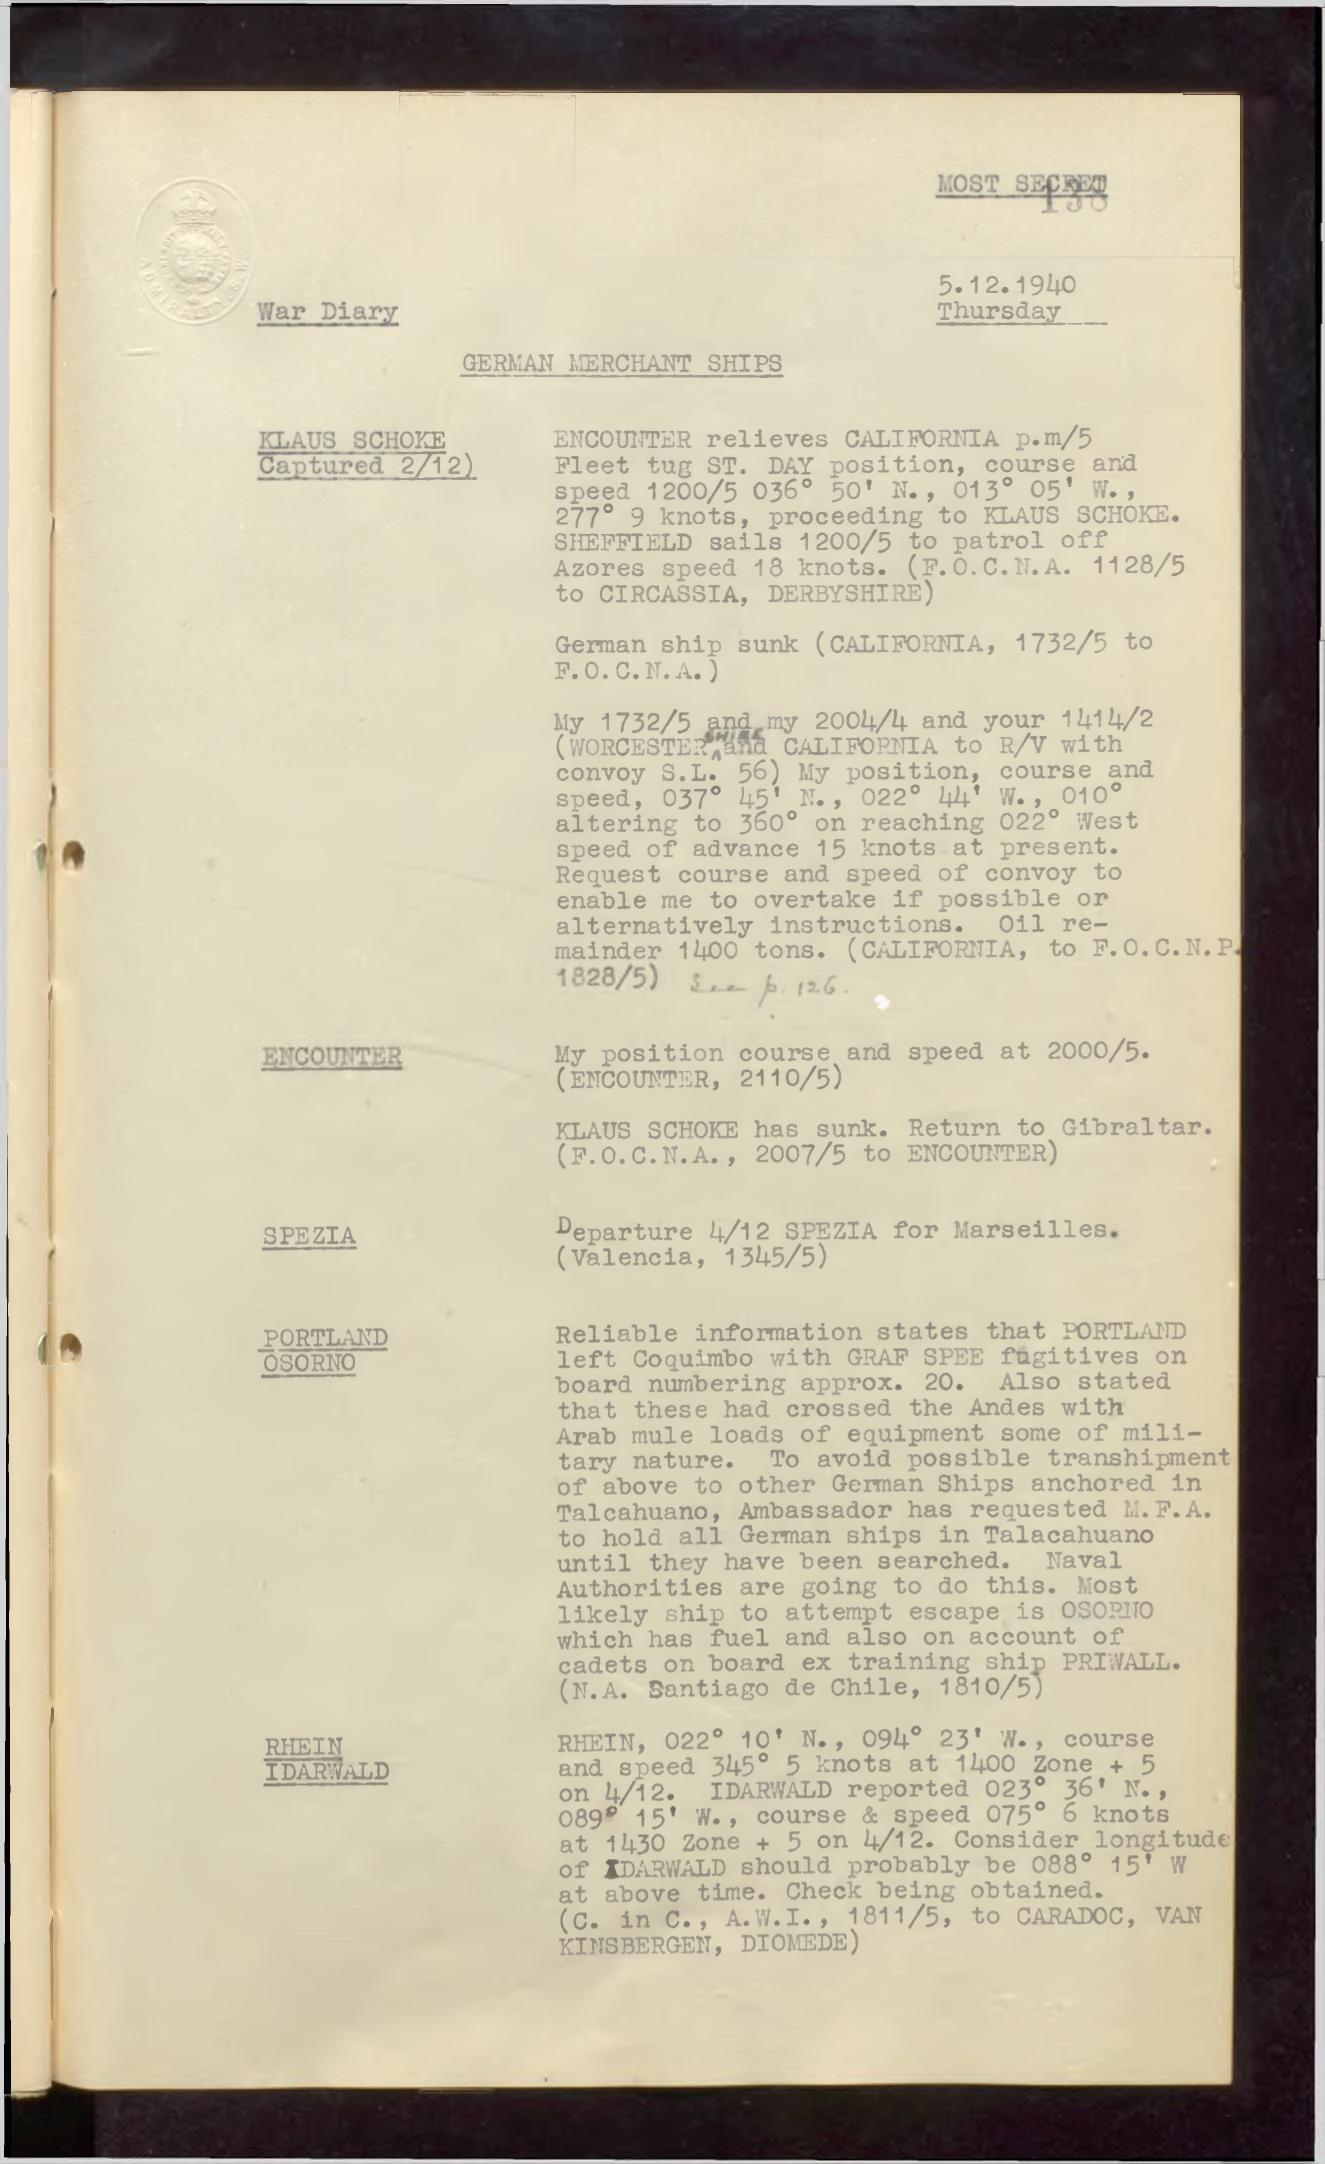 MOST SECRET
138
ADMIRALTY. S.W.
5.12.1940
War Diary
Thursday
GERMAN MERCHANT SHIPS
KLAUS SCHOKE
Captured 2/12)
ENCOUNTER relieves CALIFORNIA p.m/5
Fleet tug ST. DAY position, course and
speed 1200/5 036° 50' N., 013° 05' W.,
277° 9 knots, proceeding to KLAUS SCHOKE.
SHEFFIELD sails 1200/5 to patrol off
Azores speed 18 knots. (F.O.C.N.A. 1128/5
to CIRCASSIA, DERBYSHIRE)
German ship sunk (CALIFORNIA, 1732/5 to
F.O.C.N.A.)
My 1732/5 and my 2004/4 and your 1414/2
SHIRE
(WORCESTER, and CALIFORNIA to R/V with
convoy S.L. 56) My position, course and
speed, 037° 45' N., 022° 44' W., 010°
altering to 360° on reaching 022° West
speed of advance 15 knots at present.
Request course and speed of convoy to
enable me to overtake if possible or
alternatively instructions. Oil re-
mainder 1400 tons. (CALIFORNIA, to F.O.C.N.P.
1828/5) See p. 126.
ENCOUNTER
My position course and speed at 2000/5.
(ENCOUNTER, 2110/5)
KLAUS SCHOKE has sunk. Return to Gibraltar.
(F.O.C.N.A., 2007/5 to ENCOUNTER)
SPEZIA
Departure 4/12 SPEZIA for Marseilles.
(Valencia, 1345/5)
PORTLAND
OSORNO
Reliable information states that PORTLAND
left Coquimbo with GRAF SPEE fugitives on
board numbering approx. 20. Also stated
that these had crossed the Andes with
Arab mule loads of equipment some of mili-
tary nature. To avoid possible transhipment
of above to other German Ships anchored in
Talcahuano, Ambassador has requested M.F.A.
to hold all German ships in Talacahuano
until they have been searched. Naval
Authorities are going to do this. Most
likely ship to attempt escape is OSORNO
which has fuel and also on account of
cadets on board ex training ship PRIWALL.
(N.A. Santiago de Chile, 1810/5)
RHEIN
IDARWALD
RHEIN, 022° 10' N., 094° 23' W., course
and speed 345° 5 knots at 1400 Zone + 5
on 4/12. IDARWALD reported 023° 36' N.,
089° 15' W., course & speed 075° 6 knots
at 1430 Zone + 5 on 4/12. Consider longitude
of IDARWALD should probably be 088° 15' W
at above time. Check being obtained.
(C. in C., A.W.I., 1811/5, to CARADOC, VAN
KINSBERGEN, DIOMEDE)